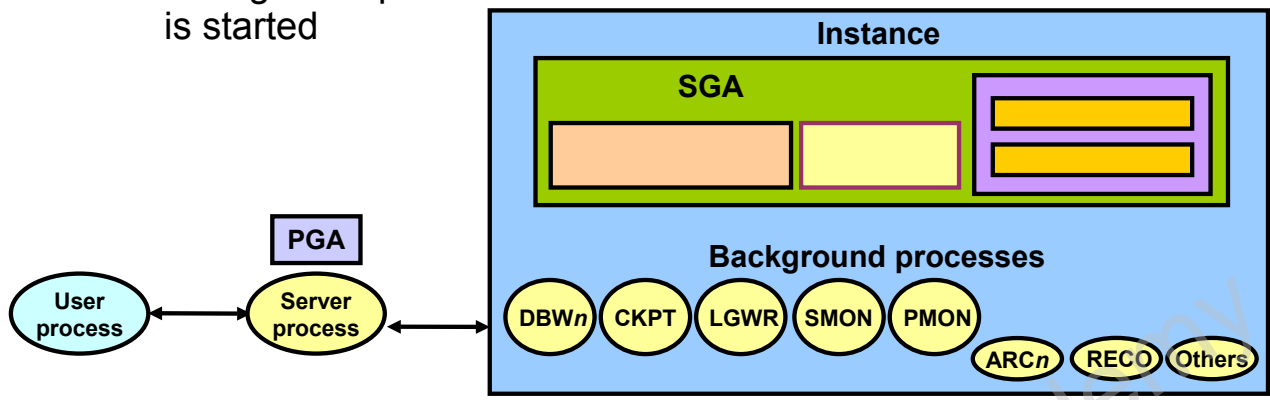 is started
Instance
SGA
PGA
Background processes
User
process
Server
process
DBWn
CKPT
LGWR
SMON
PMON
ARCn
RECO
Others